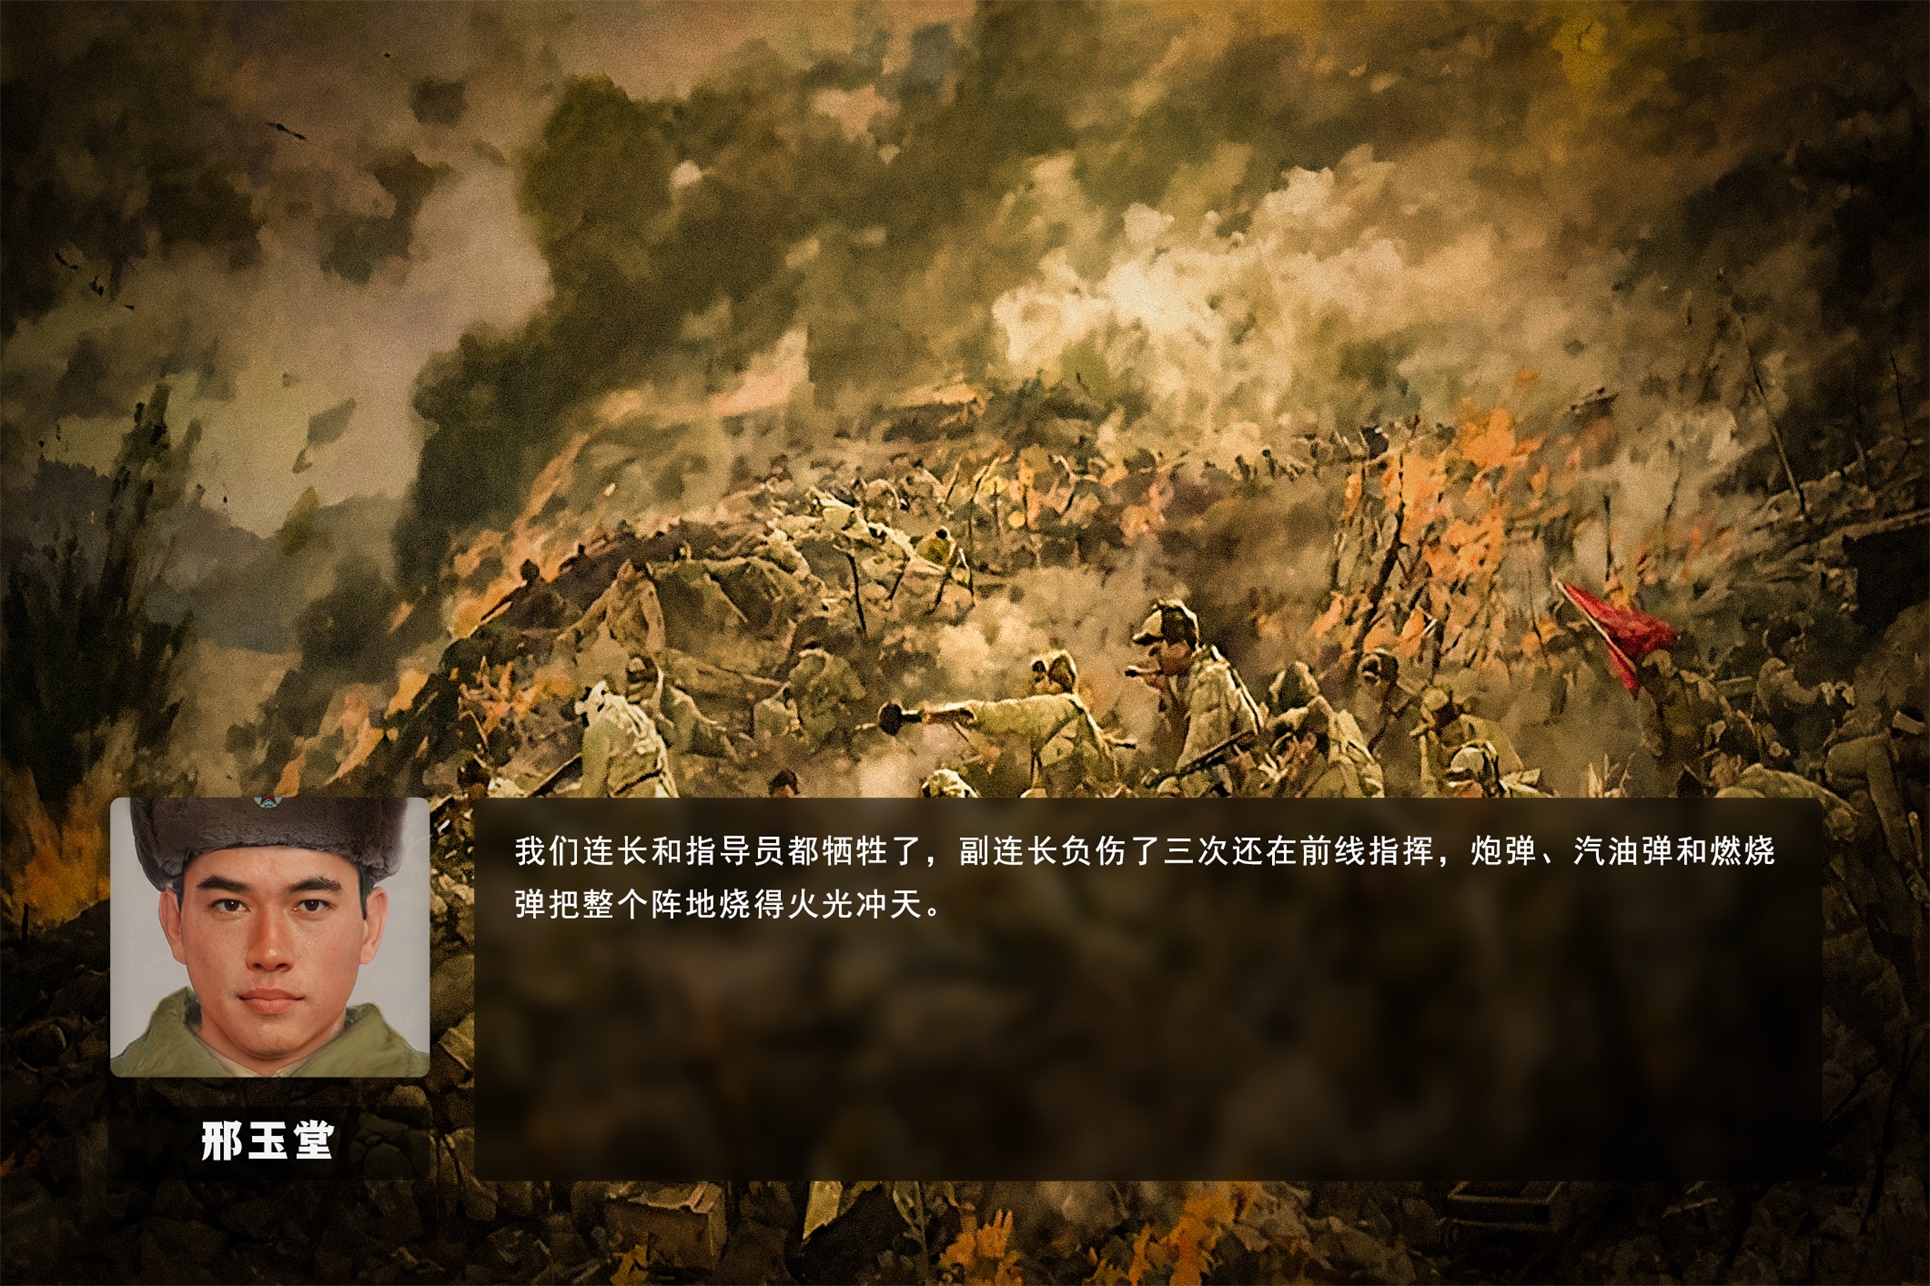 我们连长和指导员都牺牲了，副连长负伤了三次还在前线指挥，炮弹、汽油弹和燃烧
弹把整个阵地烧得火光冲天。
邢玉堂